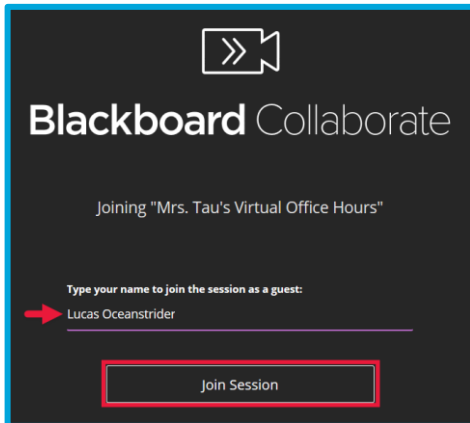 Blackboard Collaborate
Joining "Mrs. Tau's Virtual Office Hours"
Type your name to join the session as a guest:
Lucas Oceanstrider
Join Session